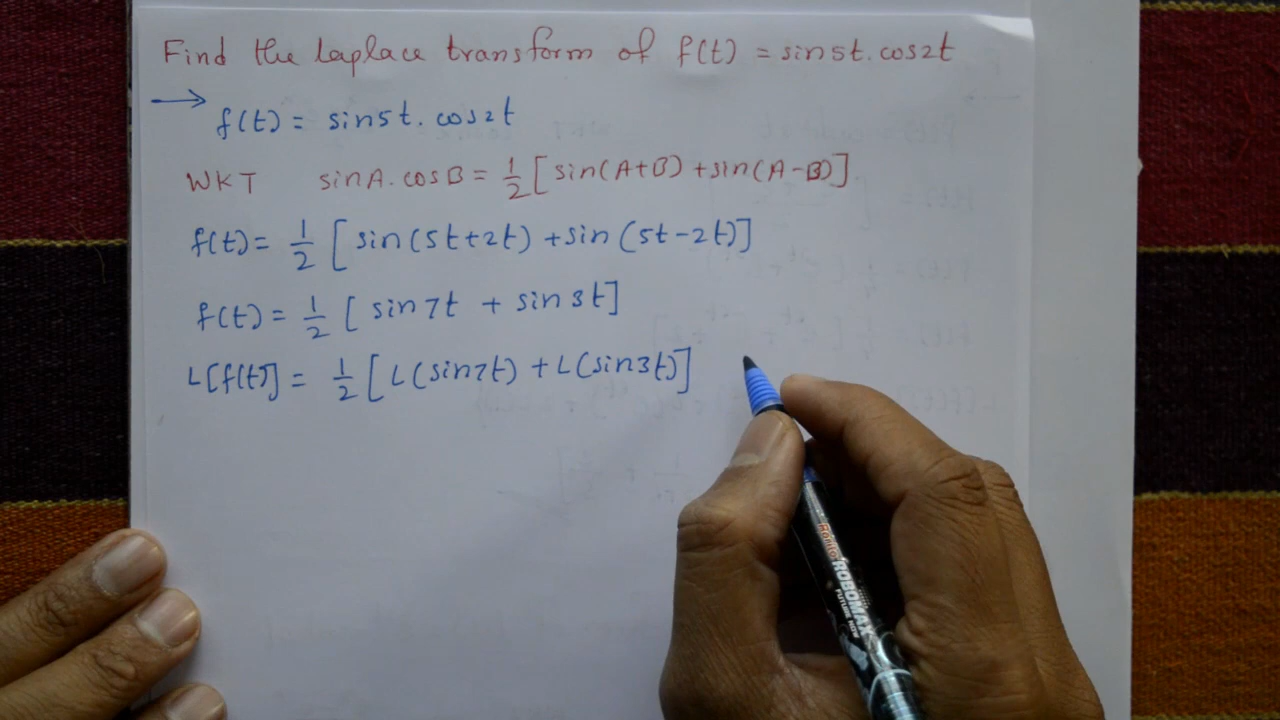 Find the laplace transform of f(t) = sin5t.cos2t
→ f(t) = sin5t. cos2t
WKT sinA.cosB = 1/2 [sin(A+B) + sin(A-B)]
f(t) = 1/2 [sin(5t+2t) + sin(5t-2t)]
f(t) = 1/2 [sin7t + sin3t]
L[f(t)] = 1/2 [L(sin7t) + L(sin3t)]
ROBOMAX